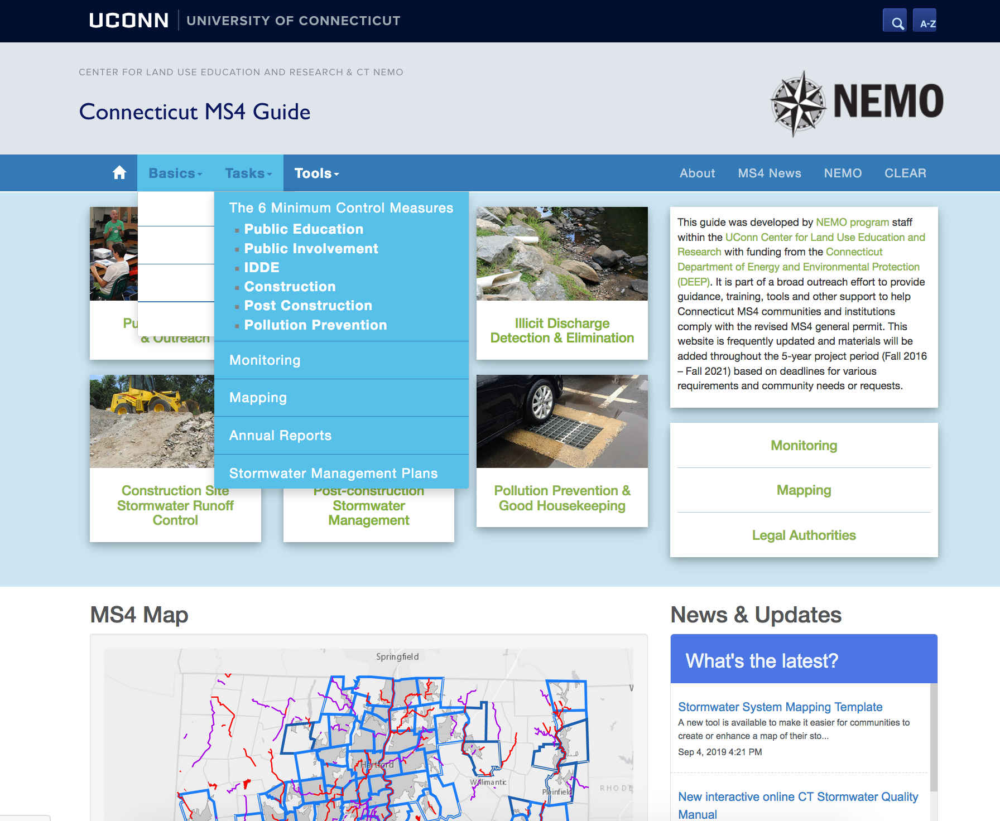 UCONN UNIVERSITY OF CONNECTICUT
A-Z
CENTER FOR LAND USE EDUCATION AND RESEARCH & CT NEMO
Connecticut MS4 Guide
NEMO
Basics Tasks Tools About MS4 News NEMO CLEAR
The 6 Minimum Control Measures
Public Education
Public Involvement
IDDE
Construction
Post Construction
Pollution Prevention
Monitoring
Mapping
Annual Reports
Stormwater Management Plans
Pu
& Outreach
Illicit Discharge
Detection & Elimination
Construction Site
Stormwater Runoff
Control
Post-construction
Stormwater
Management
Pollution Prevention &
Good Housekeeping
This guide was developed by NEMO program staff
within the UConn Center for Land Use Education and
Research with funding from the Connecticut
Department of Energy and Environmental Protection
(DEEP). It is part of a broad outreach effort to provide
guidance, training, tools and other support to help
Connecticut MS4 communities and institutions
comply with the revised MS4 general permit. This
website is frequently updated and materials will be
added throughout the 5-year project period (Fall 2016
– Fall 2021) based on deadlines for various
requirements and community needs or requests.
Monitoring
Mapping
Legal Authorities
MS4 Map
Springfield
Hartford
Willimantic
Plainfield
RHODE
News & Updates
What's the latest?
Stormwater System Mapping Template
A new tool is available to make it easier for communities to
create or enhance a map of their sto...
Sep 4, 2019 4:21 PM
New interactive online CT Stormwater Quality
Manual